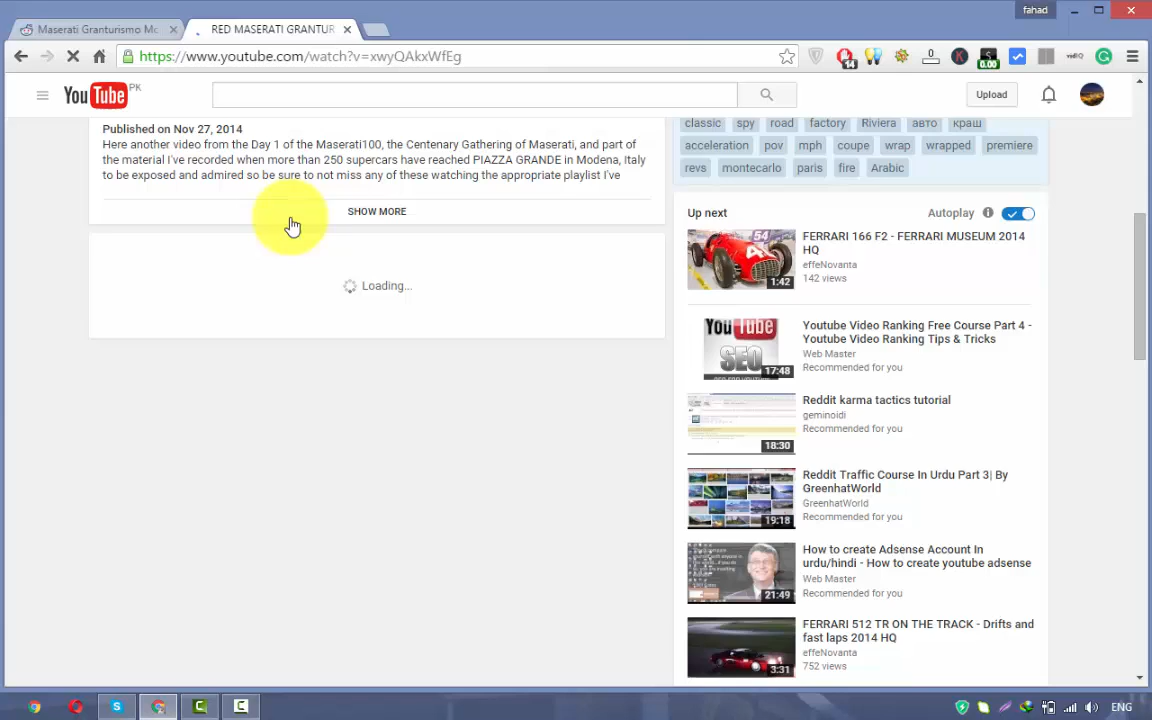 fahad
Maserati Granturismo Mc
RED MASERATI GRANTUR
https://www.youtube.com/watch?v=xwyQAkxWfEg
14
0
K
0.00
YouTube PK
Upload
Published on Nov 27, 2014
Here another video from the Day 1 of the Maserati100, the Centenary Gathering of Maserati, and part of
the material I've recorded when more than 250 supercars have reached PIAZZA GRANDE in Modena, Italy
to be exposed and admired so be sure to not miss any of these watching the appropriate playlist I've
SHOW MORE
Loading...
classic spy road factory Riviera авто краш
acceleration pov mph coupe wrap wrapped premiere
revs montecarlo paris fire Arabic
Up next
Autoplay
FERRARI 166 F2 - FERRARI MUSEUM 2014
HQ
effeNovanta
142 views
54
1:42
Youtube Video Ranking Free Course Part 4 -
Youtube Video Ranking Tips & Tricks
Web Master
Recommended for you
YouTube
SEO
17:48
Reddit karma tactics tutorial
geminoidi
Recommended for you
18:30
Reddit Traffic Course In Urdu Part 3| By
GreenhatWorld
GreenhatWorld
Recommended for you
19:18
How to create Adsense Account In
urdu/hindi - How to create youtube adsense
Web Master
Recommended for you
21:49
FERRARI 512 TR ON THE TRACK - Drifts and
fast laps 2014 HQ
effeNovanta
752 views
3:31
ENG